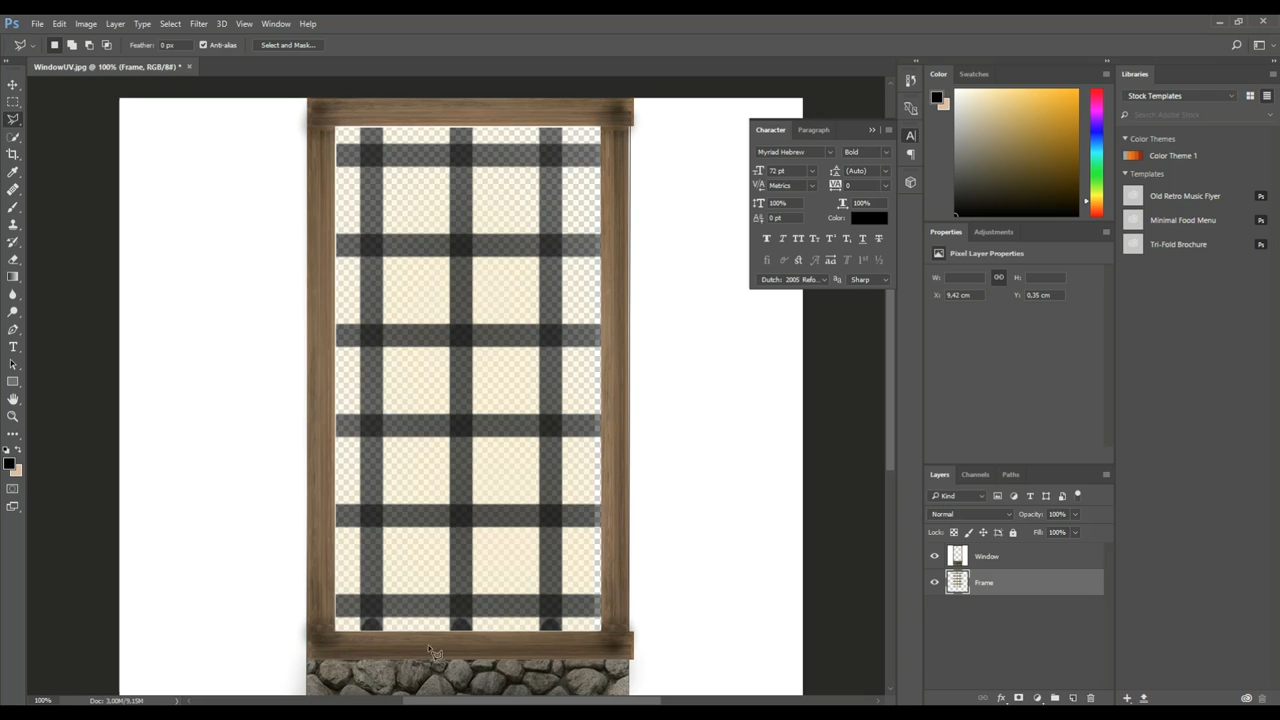 Ps File Edit Image Layer Type Select Filter 3D View Window Help
Feather: 0 px Anti-alias Select and Mask...
WindowUV.jpg @ 100% (Frame, RGB/8#) * ×
Color Swatches
Libraries
Stock Templates
Search Adobe Stock
Color Themes
Color Theme 1
Templates
Old Retro Music Flyer Ps
Minimal Food Menu Ps
Tri-Fold Brochure Ps
Character Paragraph
Myriad Hebrew Bold
72 pt (Auto)
Metrics 0
100% 100%
0 pt Color:
Dutch: 2005 Refo... Sharp
Properties Adjustments
Pixel Layer Properties
W: H:
X: 9,42 cm Y: 0,35 cm
Layers Channels Paths
Kind
Normal Opacity: 100%
Lock: Fill: 100%
Window
Frame
100% Doc: 3,00M/9,15M